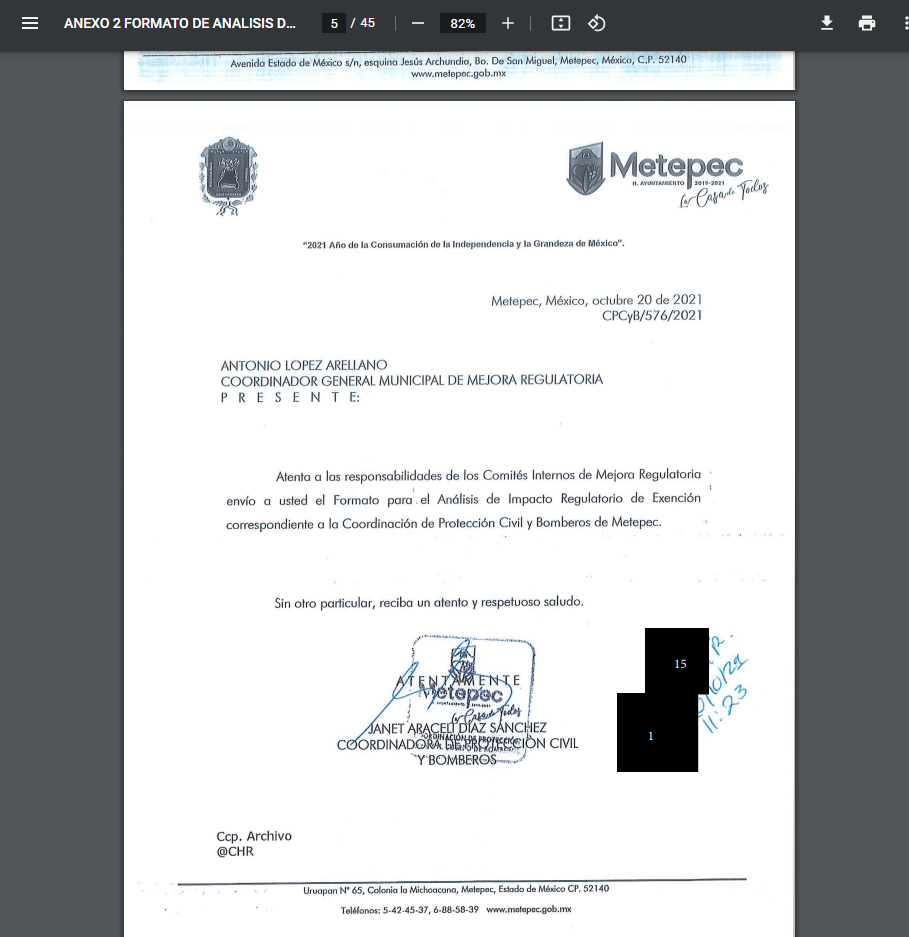 ANEXO 2 FORMATO DE ANALISIS D... 5 / 45 82%
Avenida Estado de México s/n, esquina Jesús Archundia, Bo. De San Miguel, Metepec, México, C.P. 52140
www.metepec.gob.mx
Metepec
H. AYUNTAMIENTO 2019-2021
La Casa de Todos
"2021 Año de la Consumación de la Independencia y la Grandeza de México".
Metepec, México, octubre 20 de 2021
CPCyB/576/2021
ANTONIO LOPEZ ARELLANO
COORDINADOR GENERAL MUNICIPAL DE MEJORA REGULATORIA
P R E S E N T E:
Atenta a las responsabilidades de los Comités Internos de Mejora Regulatoria
envío a usted el Formato para el Análisis de Impacto Regulatorio de Exención
correspondiente a la Coordinación de Protección Civil y Bomberos de Metepec.
Sin otro particular, reciba un atento y respetuoso saludo.
15
11:23
1
ATENTAMENTE
Metepec
La Casa de Todos
JANET ARACELI DÍAZ SÁNCHEZ
COORDINADORA DE PROTECCIÓN CIVIL
Y BOMBEROS
Ccp. Archivo
@CHR
Uruapan N° 65, Colonia la Michoacana, Metepec, Estado de México CP. 52140
Teléfonos: 5-42-45-37, 6-88-58-39 www.metepec.gob.mx